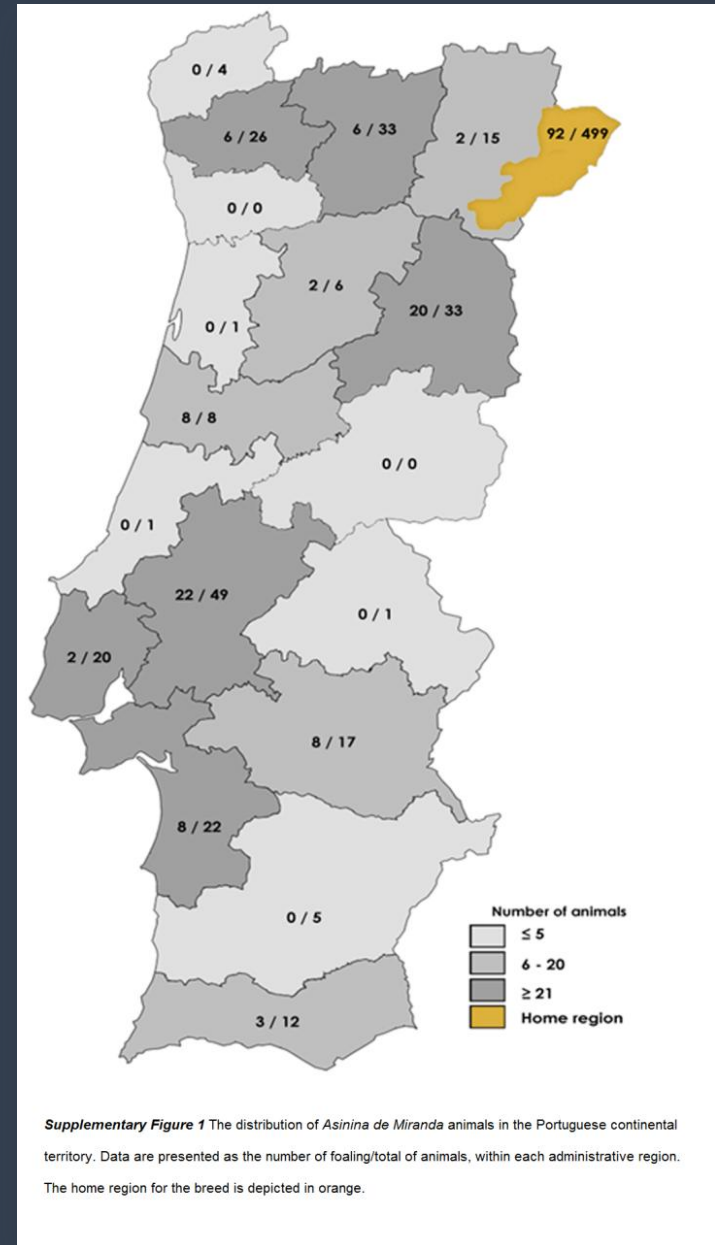 0 / 4
6 / 26
6 / 33
2 / 15
92 / 499
0 / 0
2 / 6
20 / 33
0 / 1
8 / 8
0 / 0
0 / 1
22 / 49
0 / 1
2 / 20
8 / 17
8 / 22
0 / 5
3 / 12
Number of animals
≤ 5
6 - 20
≥ 21
Home region
Supplementary Figure 1 The distribution of Asinina de Miranda animals in the Portuguese continental
territory. Data are presented as the number of foaling/total of animals, within each administrative region.
The home region for the breed is depicted in orange.